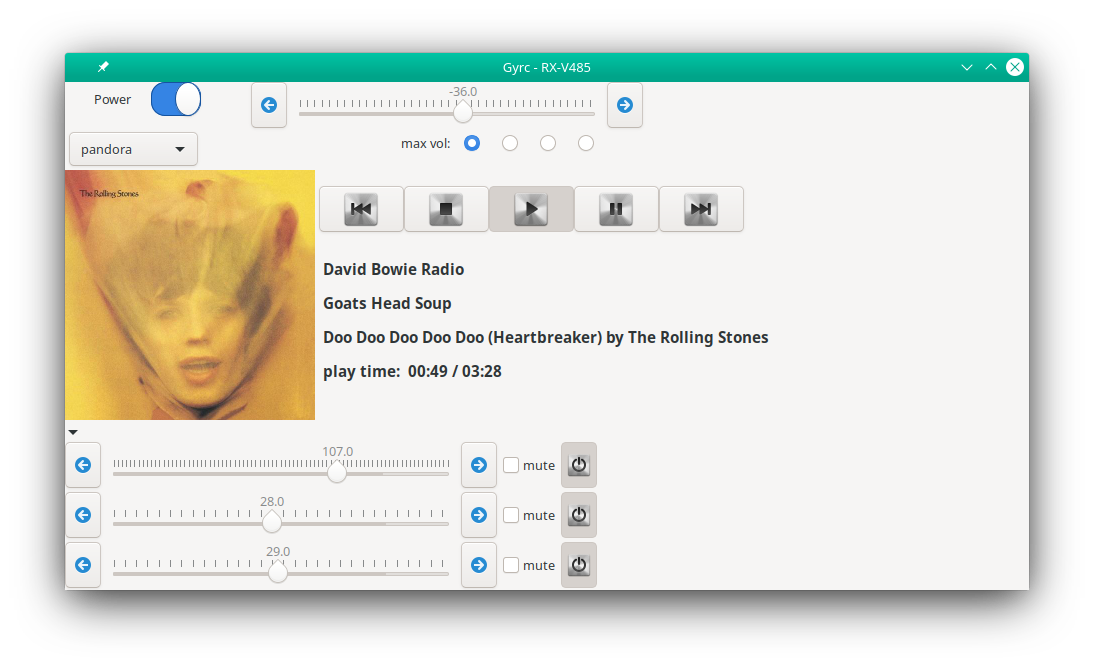 Gyrc - RX-V485
Power
-36.0
max vol:
pandora
The Rolling Stones
David Bowie Radio
Goats Head Soup
Doo Doo Doo Doo Doo (Heartbreaker) by The Rolling Stones
play time: 00:49 / 03:28
107.0
mute
28.0
mute
29.0
mute